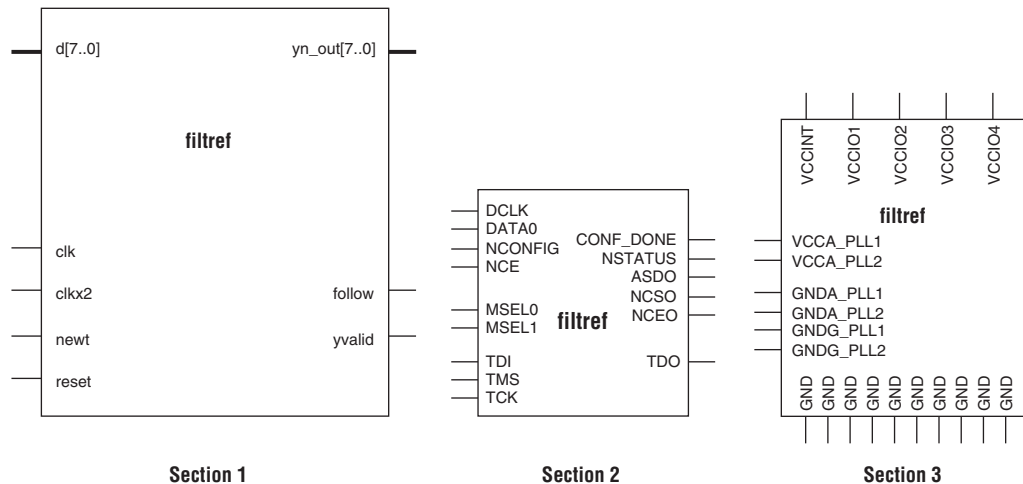 d[7..0]
yn_out[7..0]
filtref
clk
clkx2
follow
newt
yvalid
reset
Section 1
DCLK
DATA0
NCONFIG
NCE
MSEL0
MSEL1
TDI
TMS
TCK
filtref
CONF_DONE
NSTATUS
ASDO
NCSO
NCEO
TDO
Section 2
VCCINT
VCCIO1
VCCIO2
VCCIO3
VCCIO4
filtref
VCCA_PLL1
VCCA_PLL2
GNDA_PLL1
GNDA_PLL2
GNDG_PLL1
GNDG_PLL2
GND
GND
GND
GND
GND
GND
GND
GND
GND
GND
Section 3